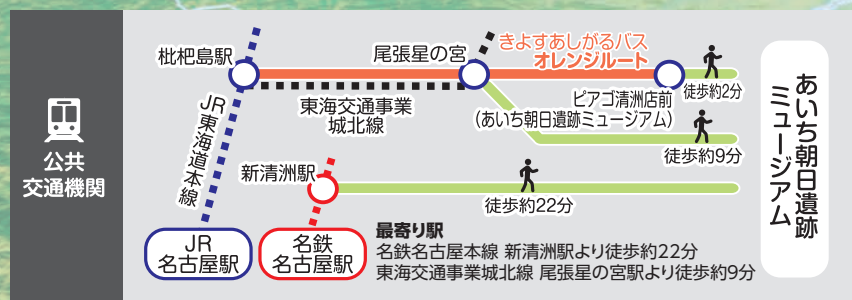 公共
交通機関
枇杷島駅
尾張星の宮
きよすあしがるバス
オレンジルート
徒歩約2分
東海交通事業
城北線
ピアゴ清洲店前
(あいち朝日遺跡ミュージアム)
徒歩約9分
JR東海道本線
新清洲駅
徒歩約22分
JR
名古屋駅
名鉄
名古屋駅
最寄り駅
名鉄名古屋本線 新清洲駅より徒歩約22分
東海交通事業城北線 尾張星の宮駅より徒歩約9分
あいち朝日遺跡
ミュージアム